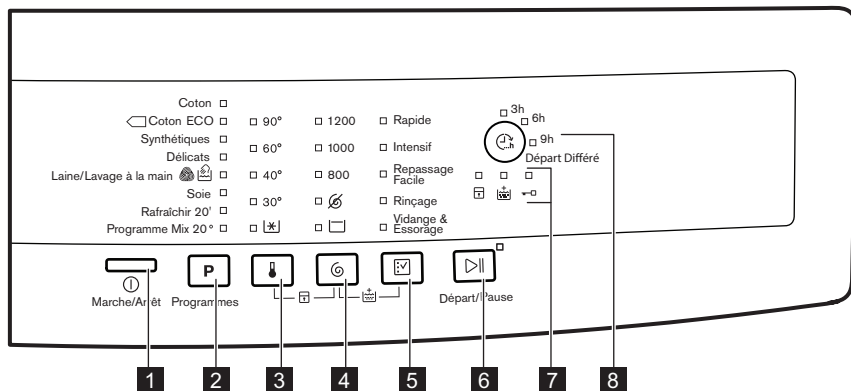 Coton
Coton ECO
Synthétiques
Délicats
Laine/Lavage à la main
Soie
Rafraîchir 20'
Programme Mix 20°
90°
60°
40°
30°
1200
1000
800
Rapide
Intensif
Repassage
Facile
Rinçage
Vidange &
Essorage
3h
6h
9h
...h
Départ Différé
P
Marche/Arrêt
Programmes
Départ/Pause
1
2
3
4
5
6
7
8